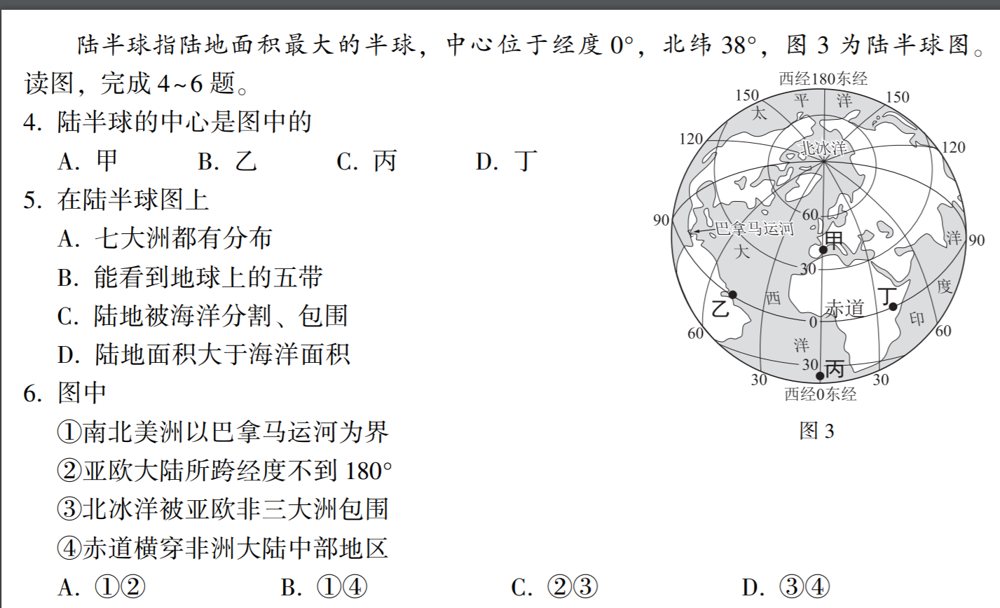 陆半球指陆地面积最大的半球，中心位于经度 0°，北纬 38°，图 3 为陆半球图。
读图，完成 4~6 题。
4. 陆半球的中心是图中的
A. 甲 B. 乙 C. 丙 D. 丁
5. 在陆半球图上
A. 七大洲都有分布
B. 能看到地球上的五带
C. 陆地被海洋分割、包围
D. 陆地面积大于海洋面积
6. 图中
①南北美洲以巴拿马运河为界
②亚欧大陆所跨经度不到 180°
③北冰洋被亚欧非三大洲包围
④赤道横穿非洲大陆中部地区
A. ①② B. ①④ C. ②③ D. ③④
西经180东经
150 150
太 平 洋
120 120
北冰洋
60
90 巴拿马运河 洋 90
甲
大
30
度
西 丁
乙 赤道 印
0
60 60
洋
30 丙
30 30
西经0东经
图 3